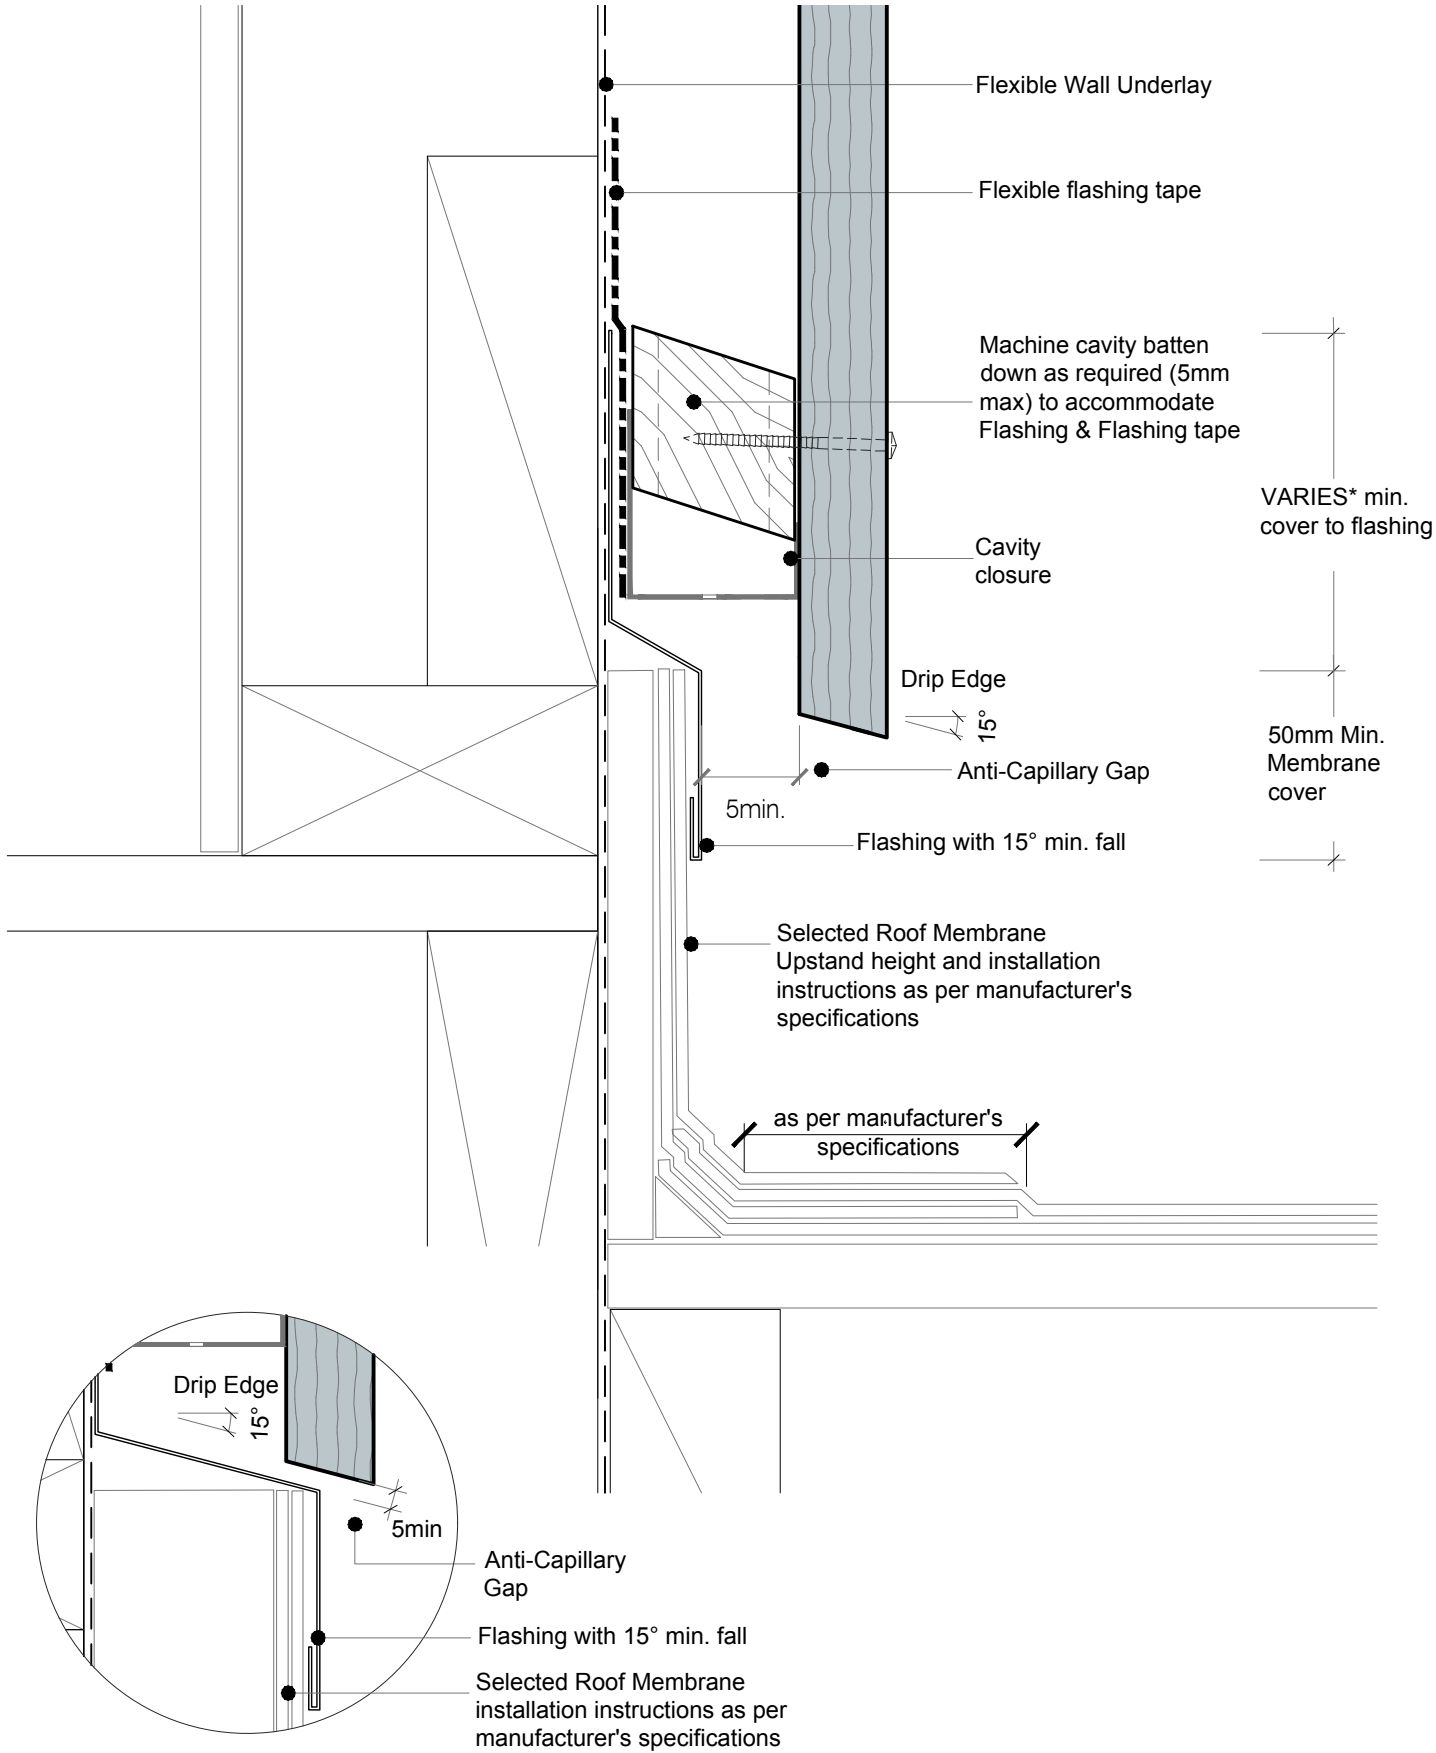 Flexible Wall Underlay
Flexible flashing tape
Machine cavity batten
down as required (5mm
max) to accommodate
Flashing & Flashing tape
VARIES* min.
cover to flashing
Cavity
closure
Drip Edge
15°
50mm Min.
Membrane
cover
Anti-Capillary Gap
5min.
Flashing with 15° min. fall
Selected Roof Membrane
Upstand height and installation
instructions as per manufacturer's
specifications
as per manufacturer's
specifications
Drip Edge
15°
5min
Anti-Capillary
Gap
Flashing with 15° min. fall
Selected Roof Membrane
installation instructions as per
manufacturer's specifications